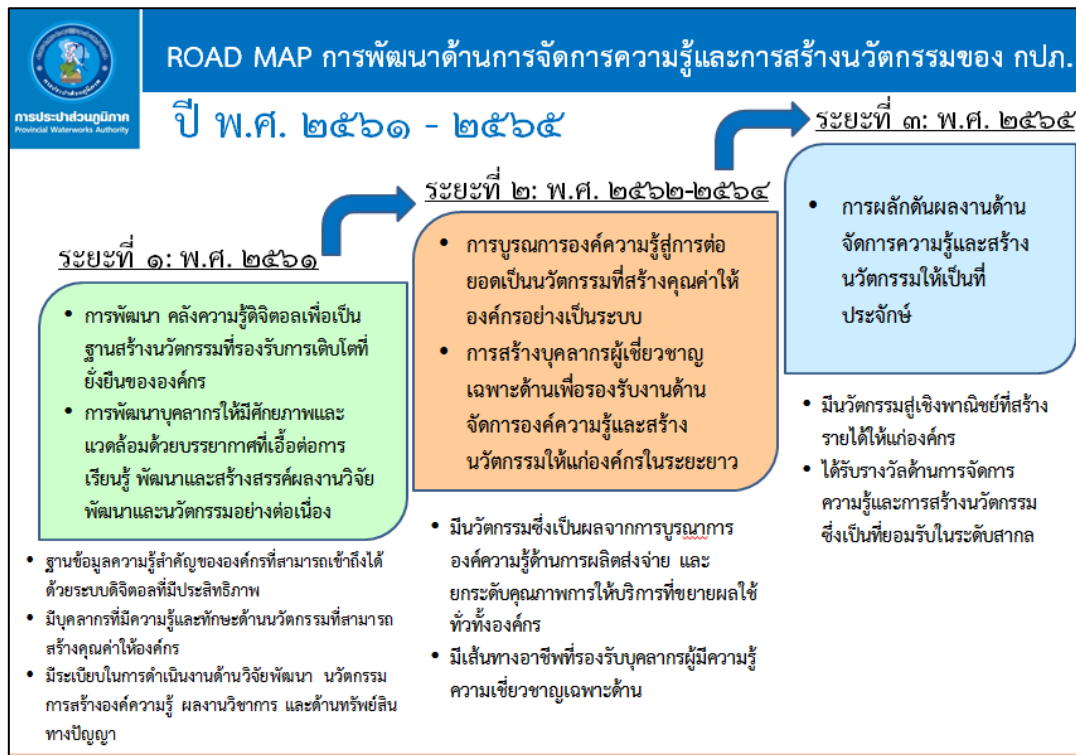 ROAD MAP การพัฒนาด้านการจัดการความรู้และการสร้างนวัตกรรมของ กปภ.
การประปาส่วนภูมิภาค
Provincial Waterworks Authority
ปี พ.ศ. ๒๕๖๑ - ๒๕๖๕
ระยะที่ ๑: พ.ศ. ๒๕๖๑
• การพัฒนา คลังความรู้ดิจิตอลเพื่อเป็น
ฐานสร้างนวัตกรรมที่รองรับการเติบโตที่
ยั่งยืนขององค์กร
• การพัฒนาบุคลากรให้มีศักยภาพและ
แวดล้อมด้วยบรรยากาศที่เอื้อต่อการ
เรียนรู้ พัฒนาและสร้างสรรค์ผลงานวิจัย
พัฒนาและนวัตกรรมอย่างต่อเนื่อง
• ฐานข้อมูลความรู้สำคัญขององค์กรที่สามารถเข้าถึงได้
ด้วยระบบดิจิตอลที่มีประสิทธิภาพ
• มีบุคลากรที่มีความรู้และทักษะด้านนวัตกรรมที่สามารถ
สร้างคุณค่าให้องค์กร
• มีระเบียบในการดำเนินงานด้านวิจัยพัฒนา นวัตกรรม
การสร้างองค์ความรู้ ผลงานวิชาการ และด้านทรัพย์สิน
ทางปัญญา
ระยะที่ ๒: พ.ศ. ๒๕๖๒-๒๕๖๔
• การบูรณการองค์ความรู้สู่การต่อ
ยอดเป็นนวัตกรรมที่สร้างคุณค่าให้
องค์กรอย่างเป็นระบบ
• การสร้างบุคลากรผู้เชี่ยวชาญ
เฉพาะด้านเพื่อรองรับงานด้าน
จัดการองค์ความรู้และสร้าง
นวัตกรรมให้แก่องค์กรในระยะยาว
• มีนวัตกรรมซึ่งเป็นผลจากการบูรณาการ
องค์ความรู้ด้านการผลิตส่งจ่าย และ
ยกระดับคุณภาพการให้บริการที่ขยายผลใช้
ทั่วทั้งองค์กร
• มีเส้นทางอาชีพที่รองรับบุคลากรผู้มีความรู้
ความเชี่ยวชาญเฉพาะด้าน
ระยะที่ ๓: พ.ศ. ๒๕๖๕
• การผลักดันผลงานด้าน
จัดการความรู้และสร้าง
นวัตกรรมให้เป็นที่
ประจักษ์
• มีนวัตกรรมสู่เชิงพาณิชย์ที่สร้าง
รายได้ให้แก่องค์กร
• ได้รับรางวัลด้านการจัดการ
ความรู้และการสร้างนวัตกรรม
ซึ่งเป็นที่ยอมรับในระดับสากล